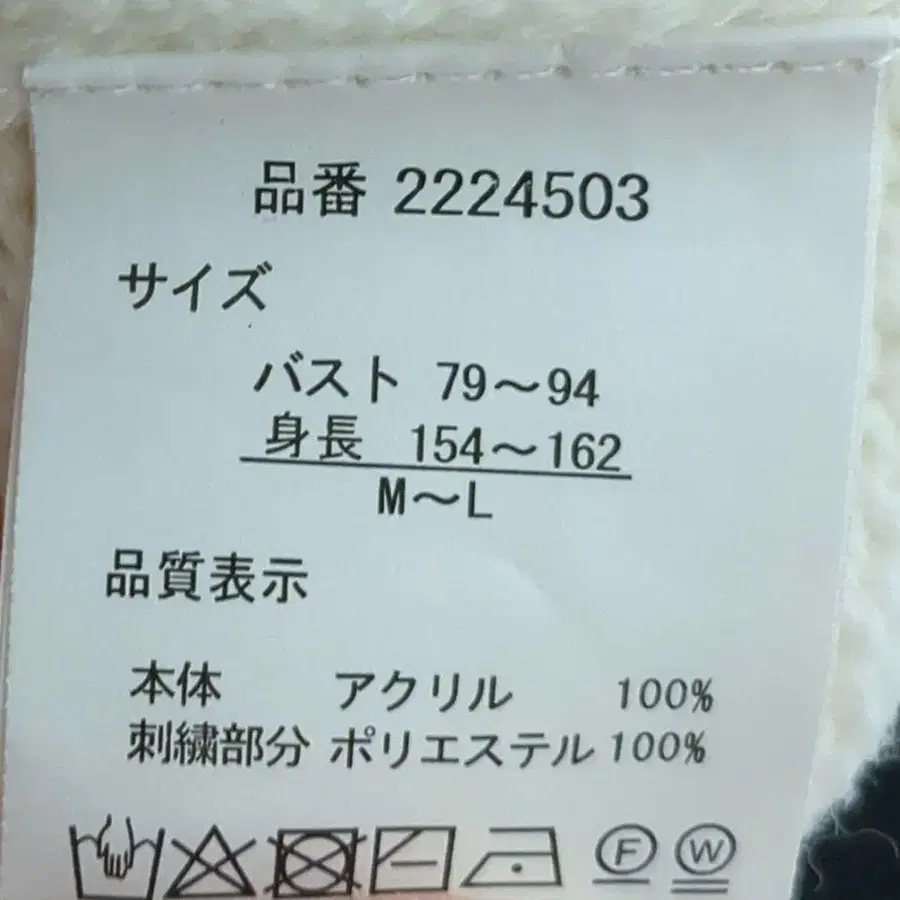 品番 2224503
サイズ
バスト 79～94
身長 154～162
M～L
品質表示
本体 アクリル 100%
刺繍部分 ポリエステル 100%
F W